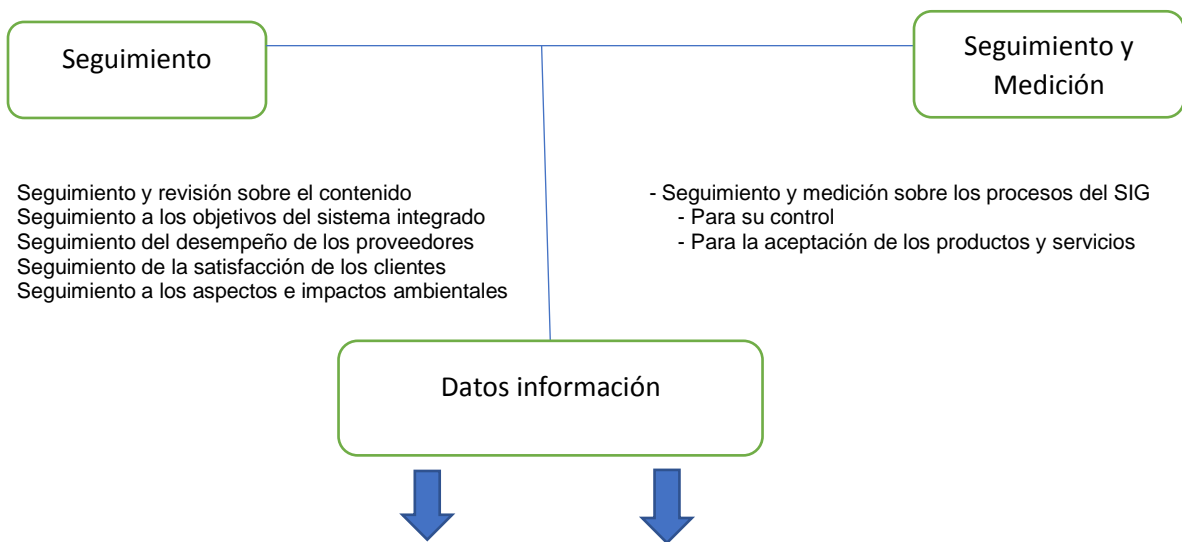 Seguimiento
Seguimiento y
Medición
Seguimiento y revisión sobre el contenido
Seguimiento a los objetivos del sistema integrado
Seguimiento del desempeño de los proveedores
Seguimiento de la satisfacción de los clientes
Seguimiento a los aspectos e impactos ambientales
- Seguimiento y medición sobre los procesos del SIG
- Para su control
- Para la aceptación de los productos y servicios
Datos información